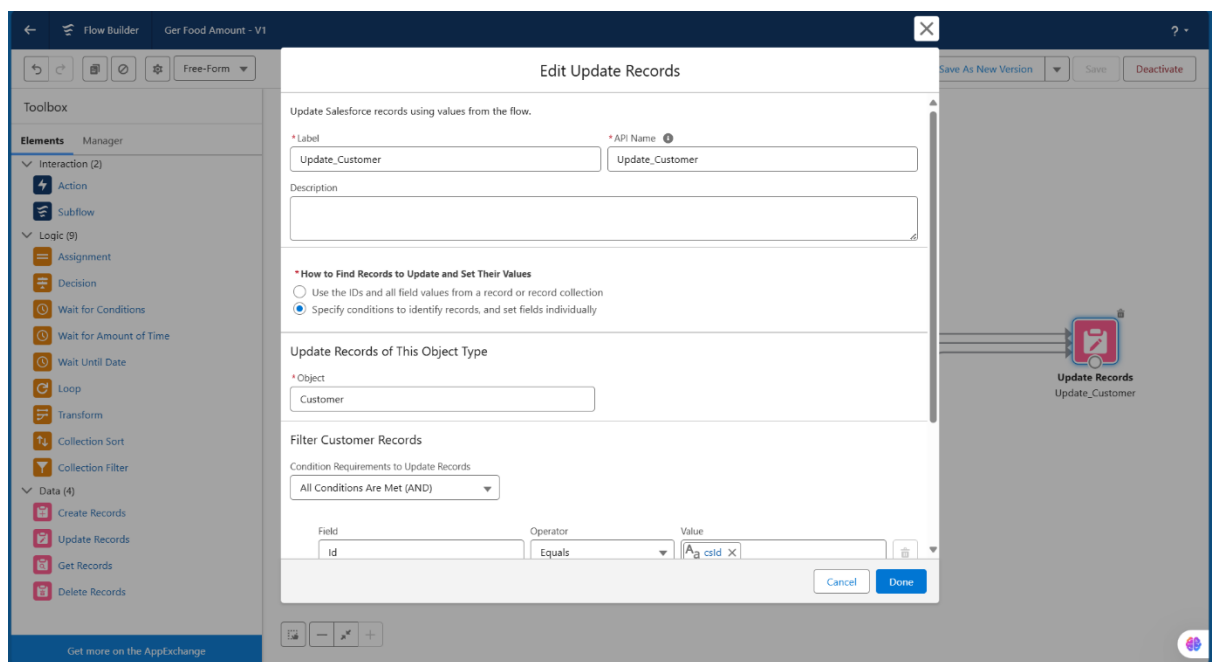 Flow Builder Ger Food Amount - V1
?
Free-Form
Save As New Version Save Deactivate
Toolbox
Elements Manager
Interaction (2)
Action
Subflow
Logic (9)
Assignment
Decision
Wait for Conditions
Wait for Amount of Time
Wait Until Date
Loop
Transform
Collection Sort
Collection Filter
Data (4)
Create Records
Update Records
Get Records
Delete Records
Get more on the AppExchange
Edit Update Records
Update Salesforce records using values from the flow.
*Label *API Name
Update_Customer Update_Customer
Description
*How to Find Records to Update and Set Their Values
Use the IDs and all field values from a record or record collection
Specify conditions to identify records, and set fields individually
Update Records of This Object Type
*Object
Customer
Filter Customer Records
Condition Requirements to Update Records
All Conditions Are Met (AND)
Field Operator Value
Id Equals Aa csId
Cancel Done
Update Records
Update_Customer